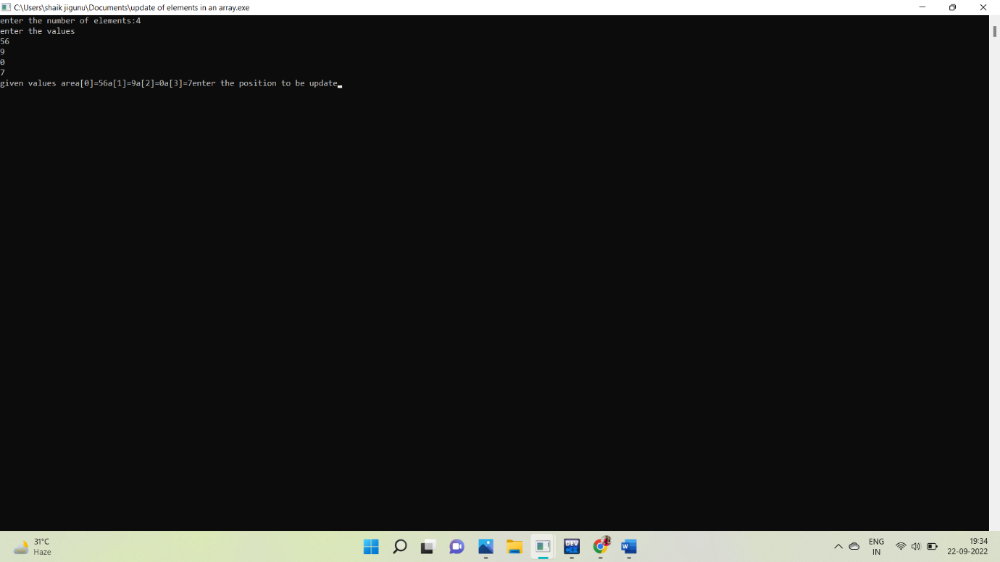 C:\Users\shaik jigunu\Documents\update of elements in an array.exe
enter the number of elements:4
enter the values
56
9
0
7
given values area[0]=56a[1]=9a[2]=0a[3]=7enter the position to be update
31°C
Haze
DEV
W
ENG
IN
19:34
22-09-2022